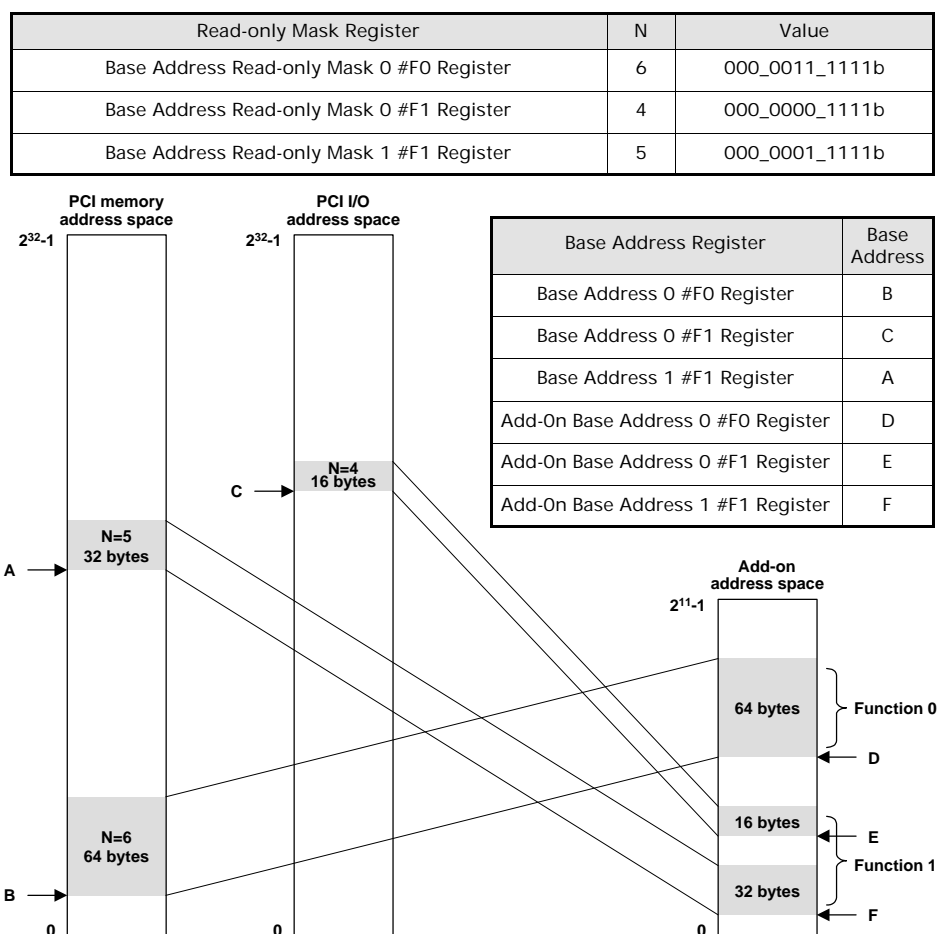 Read-only Mask Register N Value
Base Address Read-only Mask 0 #F0 Register 6 000_0011_1111b
Base Address Read-only Mask 0 #F1 Register 4 000_0000_1111b
Base Address Read-only Mask 1 #F1 Register 5 000_0001_1111b
PCI memory
address space
2³²-1
PCI I/O
address space
2³²-1
Base Address Register Base
Address
Base Address 0 #F0 Register B
Base Address 0 #F1 Register C
Base Address 1 #F1 Register A
Add-On Base Address 0 #F0 Register D
Add-On Base Address 0 #F1 Register E
Add-On Base Address 1 #F1 Register F
N=4
16 bytes
C
N=5
32 bytes
A
Add-on
address space
2¹¹-1
64 bytes
Function 0
D
N=6
64 bytes
B
16 bytes
E
Function 1
32 bytes
F
0
0
0